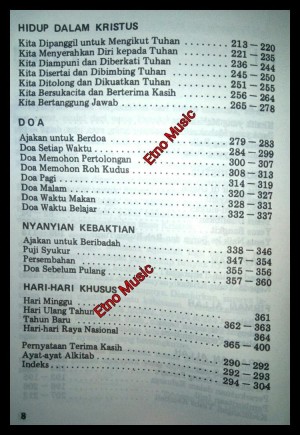 HIDUP DALAM KRISTUS
Kita Dipanggil untuk Mengikut Tuhan 213 — 220
Kita Menyerahkan Diri kepada Tuhan 221 — 235
Kita Diampuni dan Diberkati Tuhan 236 — 244
Kita Disertai dan Dibimbing Tuhan 245 — 250
Kita Ditolong dan Dikuatkan Tuhan 251 — 255
Kita Bersukacita dan Berterima Kasih 256 — 264
Kita Bertanggung Jawab 265 — 278
DOA
Ajakan untuk Berdoa 279 — 283
Doa Setiap Waktu 284 — 299
Doa Memohon Pertolongan 300 — 307
Doa Memohon Roh Kudus 308 — 313
Doa Pagi 314 — 319
Doa Malam 320 — 327
Doa Waktu Makan 328 — 331
Doa Waktu Belajar 332 — 337
Etno Music
NYANYIAN KEBAKTIAN
Ajakan untuk Beribadah 338 — 346
Puji Syukur 347 — 354
Persembahan 355 — 356
Doa Sebelum Pulang 357 — 360
HARI-HARI KHUSUS
Hari Minggu 361
Hari Ulang Tahun 362 — 363
Tahun Baru 364
Hari-hari Raya Nasional 365 — 400
Etno Music
Pernyataan Terima Kasih 290 — 292
Ayat-ayat Alkitab 292 — 293
Indeks 294 — 304
8